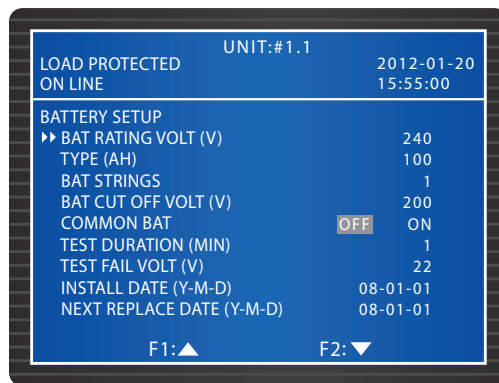 UNIT:#1.1
LOAD PROTECTED 2012-01-20
ON LINE 15:55:00
BATTERY SETUP
BAT RATING VOLT (V) 240
TYPE (AH) 100
BAT STRINGS 1
BAT CUT OFF VOLT (V) 200
COMMON BAT OFF ON
TEST DURATION (MIN) 1
TEST FAIL VOLT (V) 22
INSTALL DATE (Y-M-D) 08-01-01
NEXT REPLACE DATE (Y-M-D) 08-01-01
F1:▲ F2:▼